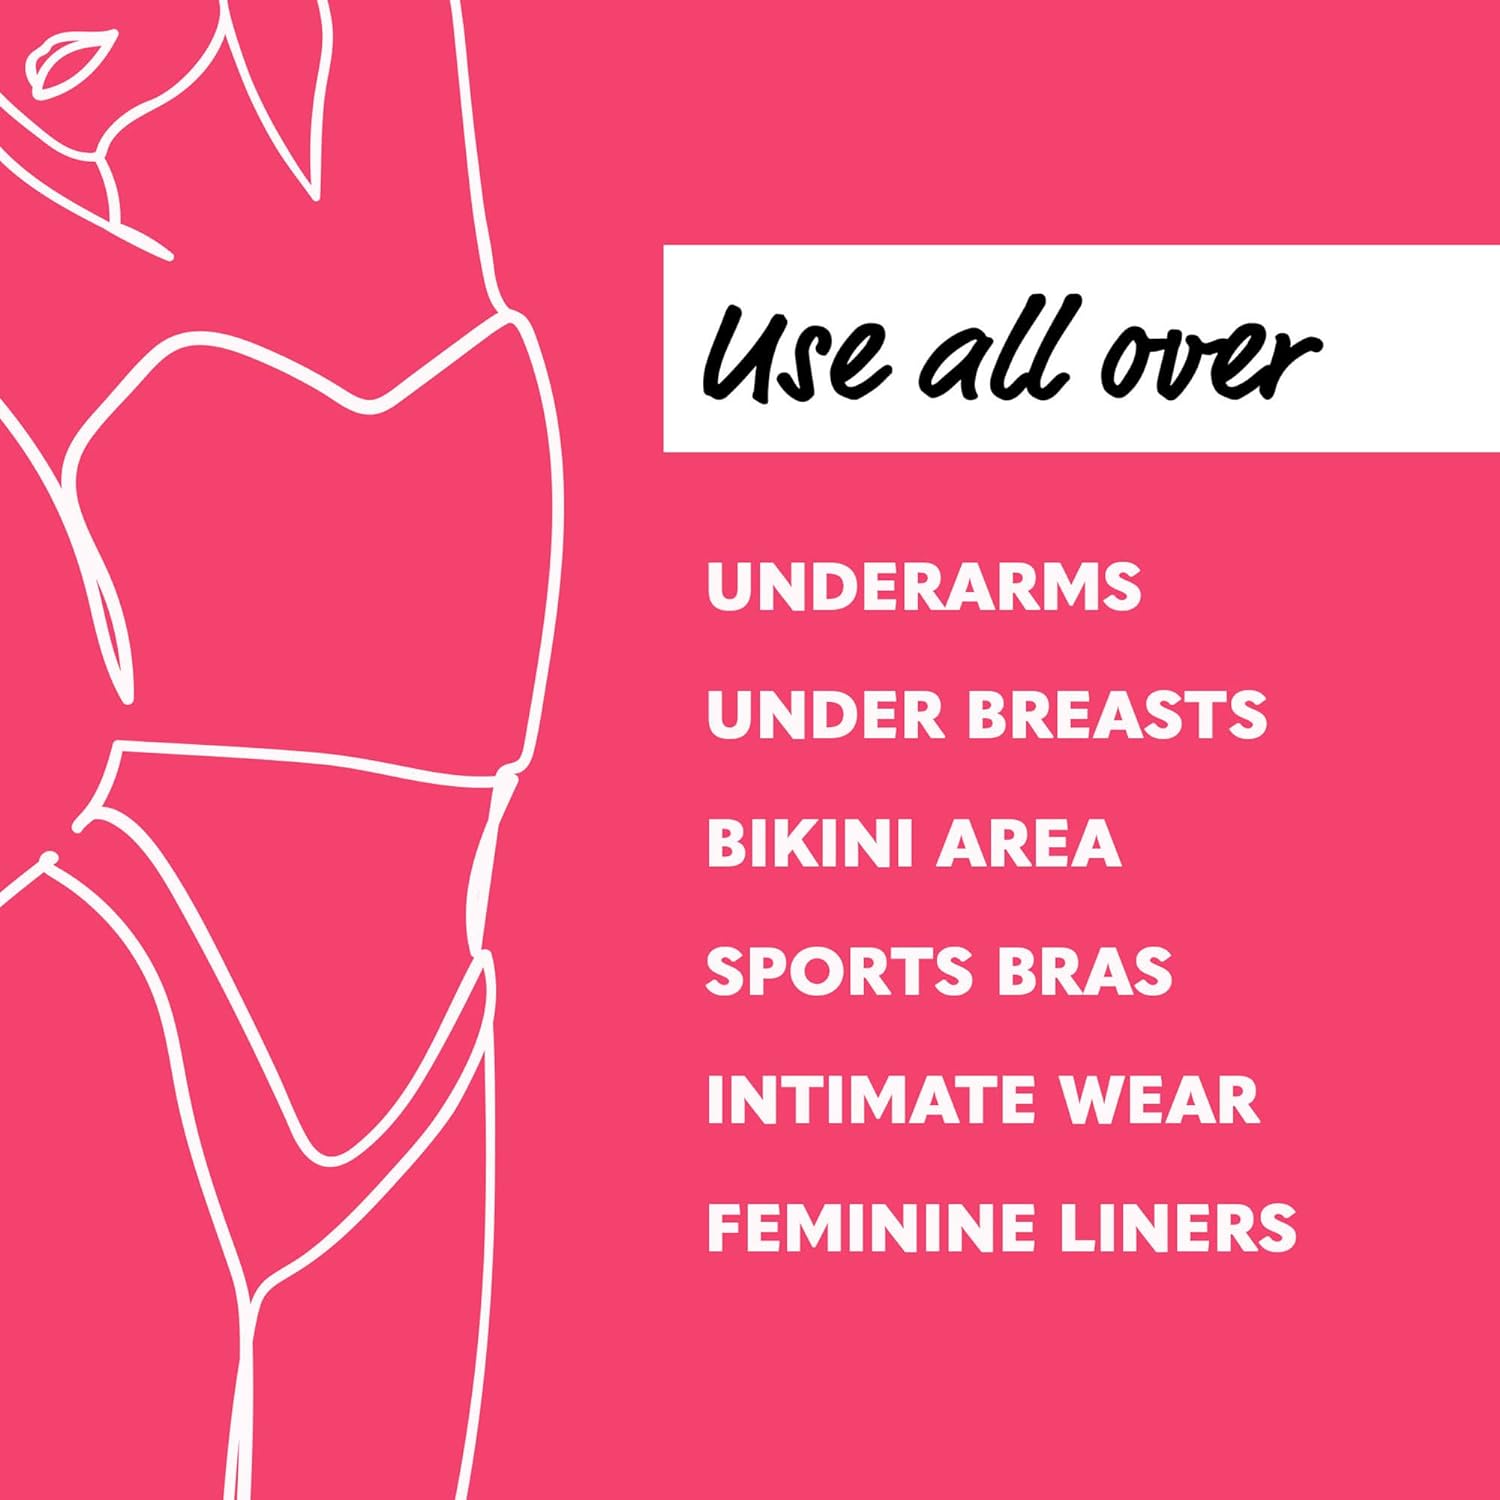 Use all over
UNDERARMS
UNDER BREASTS
BIKINI AREA
SPORTS BRAS
INTIMATE WEAR
FEMININE LINERS